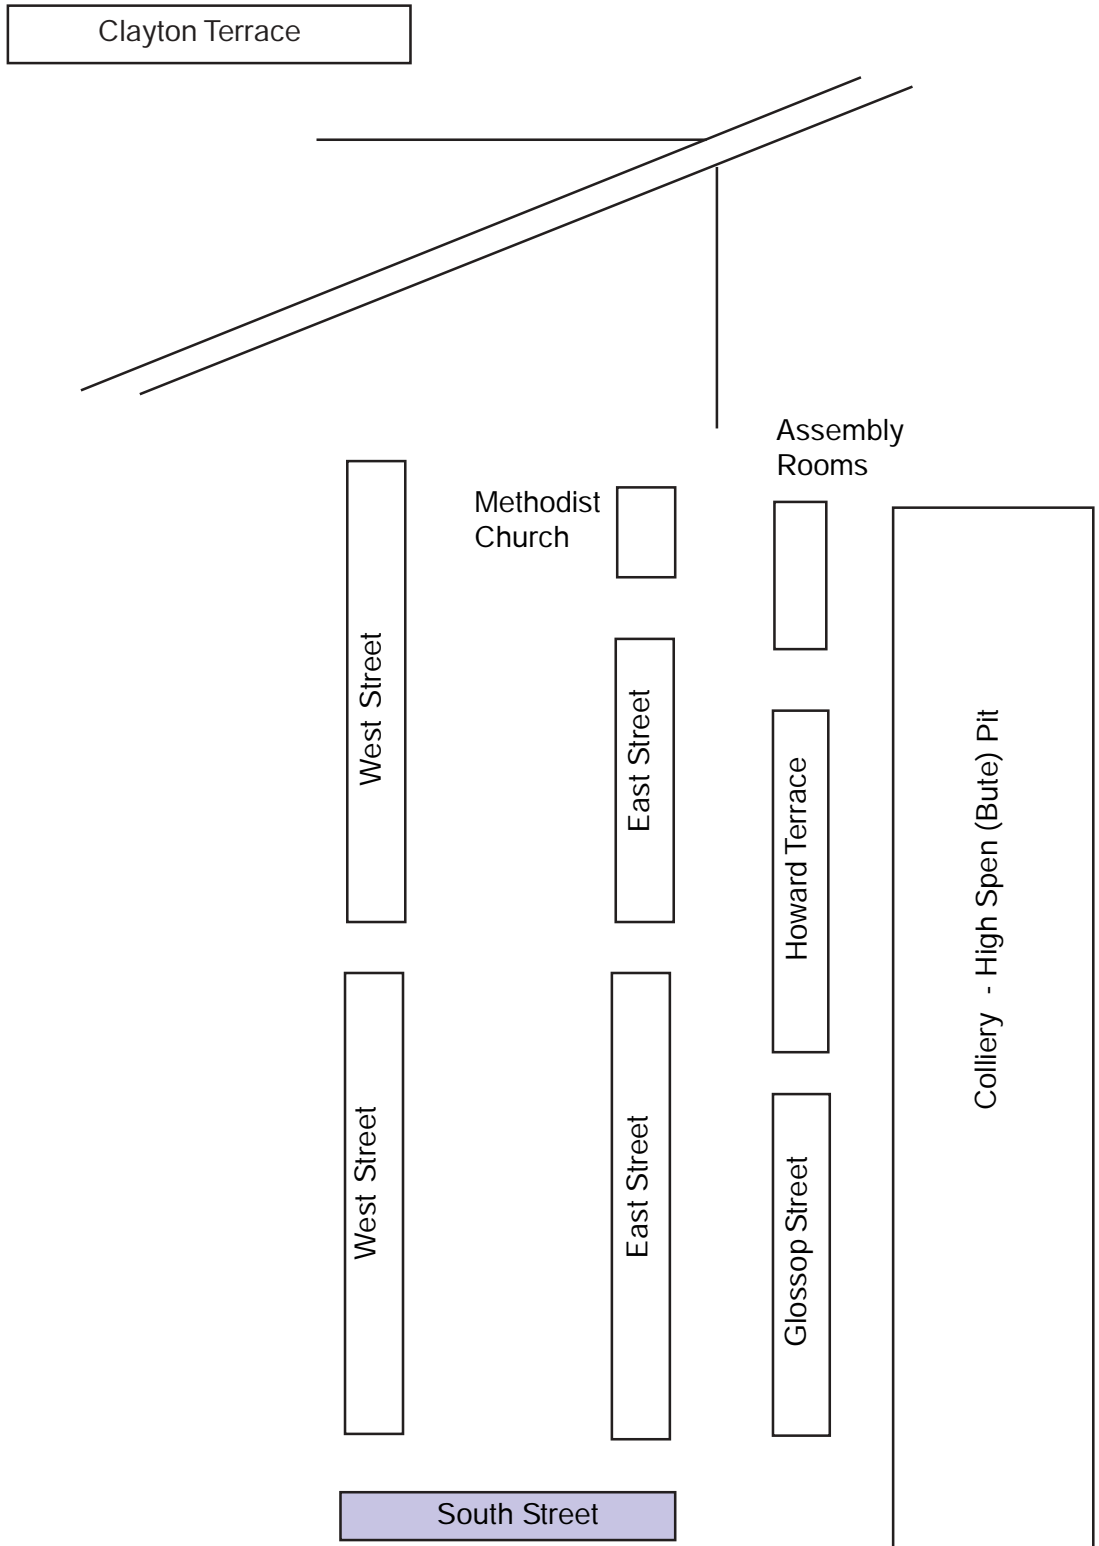 Clayton Terrace
Assembly
Rooms
Methodist
Church
West Street
East Street
Howard Terrace
Colliery - High Spen (Bute) Pit
West Street
East Street
Glossop Street
South Street